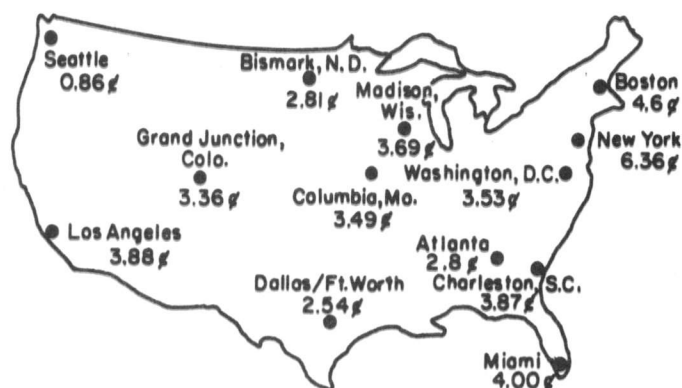 Seattle
0.86¢
Bismark, N.D.
2.81¢
Madison,
Wis.
3.69¢
Boston
4.6¢
New York
6.36¢
Grand Junction,
Colo.
3.36¢
Columbia, Mo.
3.49¢
Washington, D.C.
3.53¢
Los Angeles
3.88¢
Atlanta
2.8¢
Dallas/Ft. Worth
2.54¢
Charleston, S.C.
3.87¢
Miami
4.00¢